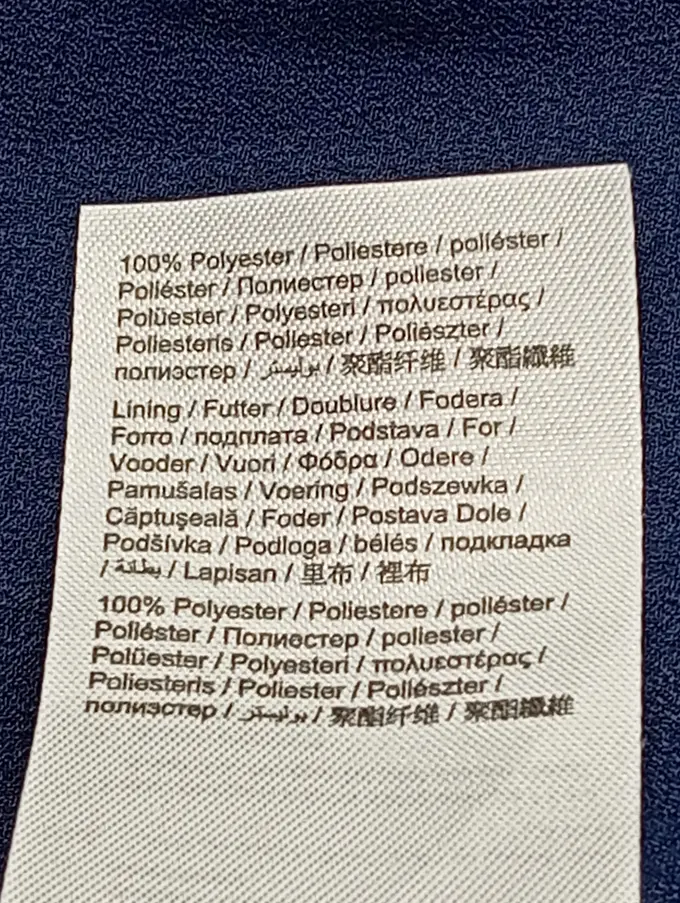 100% Polyester / Poliestere / poliéster /
Poliéster / Полиестер / poliester /
Polüester / Polyesteri / πολυεστέρας /
Poliesteris / Poliester / Poliészter /
полиэстер / بوليستر / 聚酯纤维 / 聚酯纖維
Lining / Futter / Doublure / Fodera /
Forro / подплата / Podstava / For /
Vooder / Vuori / Φόδρα / Odere /
Pamušalas / Voering / Podszewka /
Căptuşeală / Foder / Postava Dole /
Podšívka / Podloga / bélés / подкладка
/ بطانة / Lapisan / 里布 / 裡布
100% Polyester / Poliestere / poliéster /
Poliéster / Полиестер / poliester /
Polüester / Polyesteri / πολυεστέρας /
Poliesteris / Poliester / Poliészter /
полиэстер / بوليستر / 聚酯纤维 / 聚酯纖維